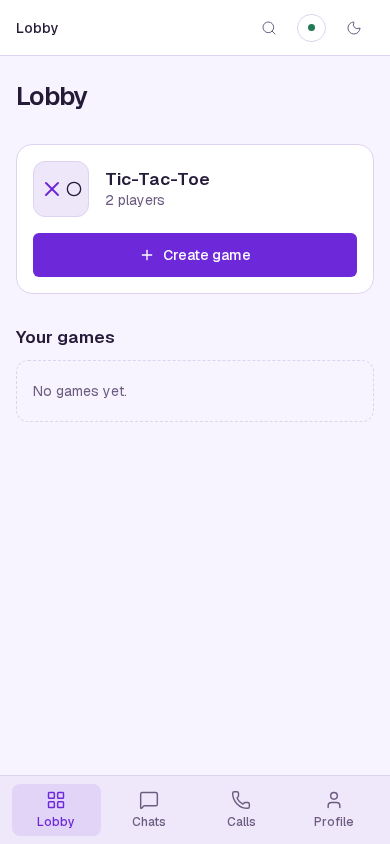 Lobby
Lobby
Tic-Tac-Toe
2 players
Create game
Your games
No games yet.
Lobby
Chats
Calls
Profile